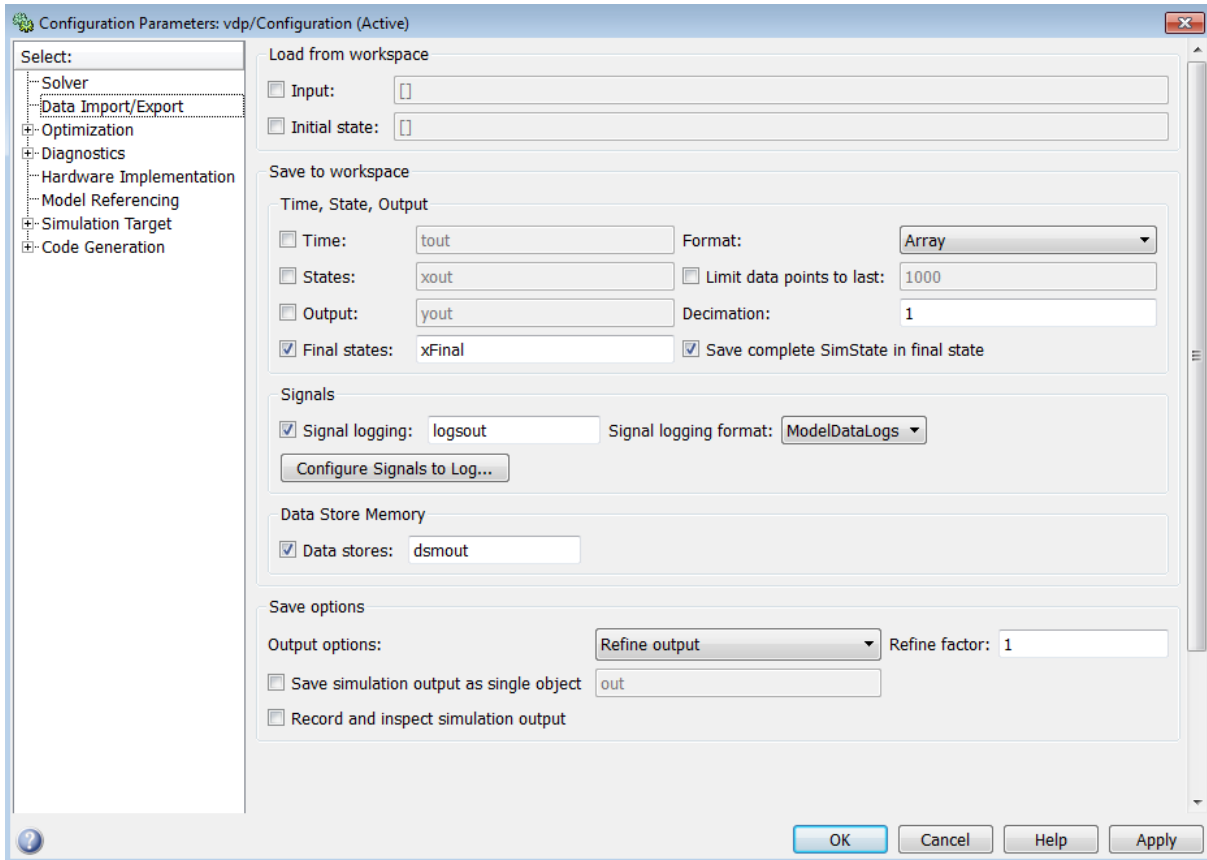 Configuration Parameters: vdp/Configuration (Active)
Select:
Solver
Data Import/Export
Optimization
Diagnostics
Hardware Implementation
Model Referencing
Simulation Target
Code Generation
Load from workspace
Input: []
Initial state: []
Save to workspace
Time, State, Output
Time: tout Format: Array
States: xout Limit data points to last: 1000
Output: yout Decimation: 1
Final states: xFinal Save complete SimState in final state
Signals
Signal logging: logsout Signal logging format: ModelDataLogs
Configure Signals to Log...
Data Store Memory
Data stores: dsmout
Save options
Output options: Refine output Refine factor: 1
Save simulation output as single object out
Record and inspect simulation output
OK Cancel Help Apply